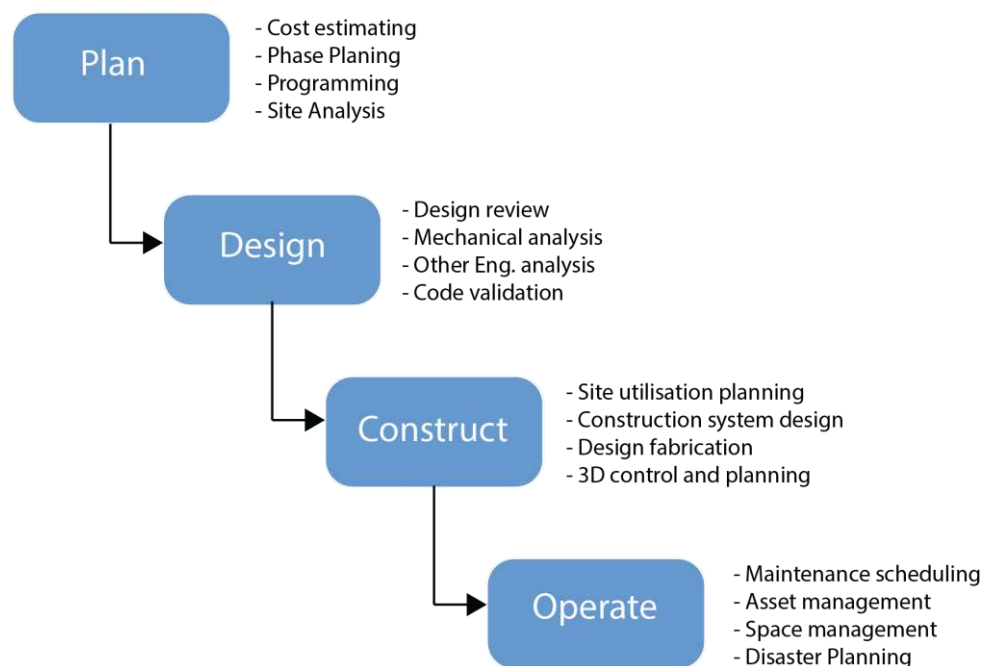 Plan
- Cost estimating
- Phase Planing
- Programming
- Site Analysis
Design
- Design review
- Mechanical analysis
- Other Eng. analysis
- Code validation
Construct
- Site utilisation planning
- Construction system design
- Design fabrication
- 3D control and planning
Operate
- Maintenance scheduling
- Asset management
- Space management
- Disaster Planning